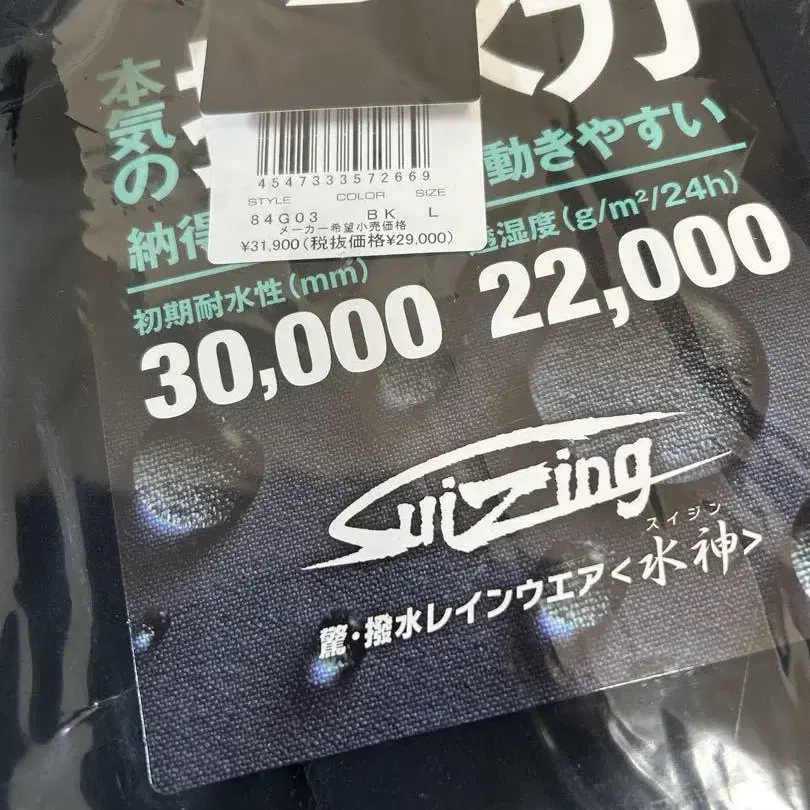 本気の
力
4547333572669
STYLE COLOR SIZE
84G03 BK L
メーカー希望小売価格
¥31,900(税抜価格¥29,000)
納得
動きやすい
初期耐水性(mm)
30,000
透湿度(g/m²/24h)
22,000
Suizing
スイジン
驚・撥水レインウエア<水神>